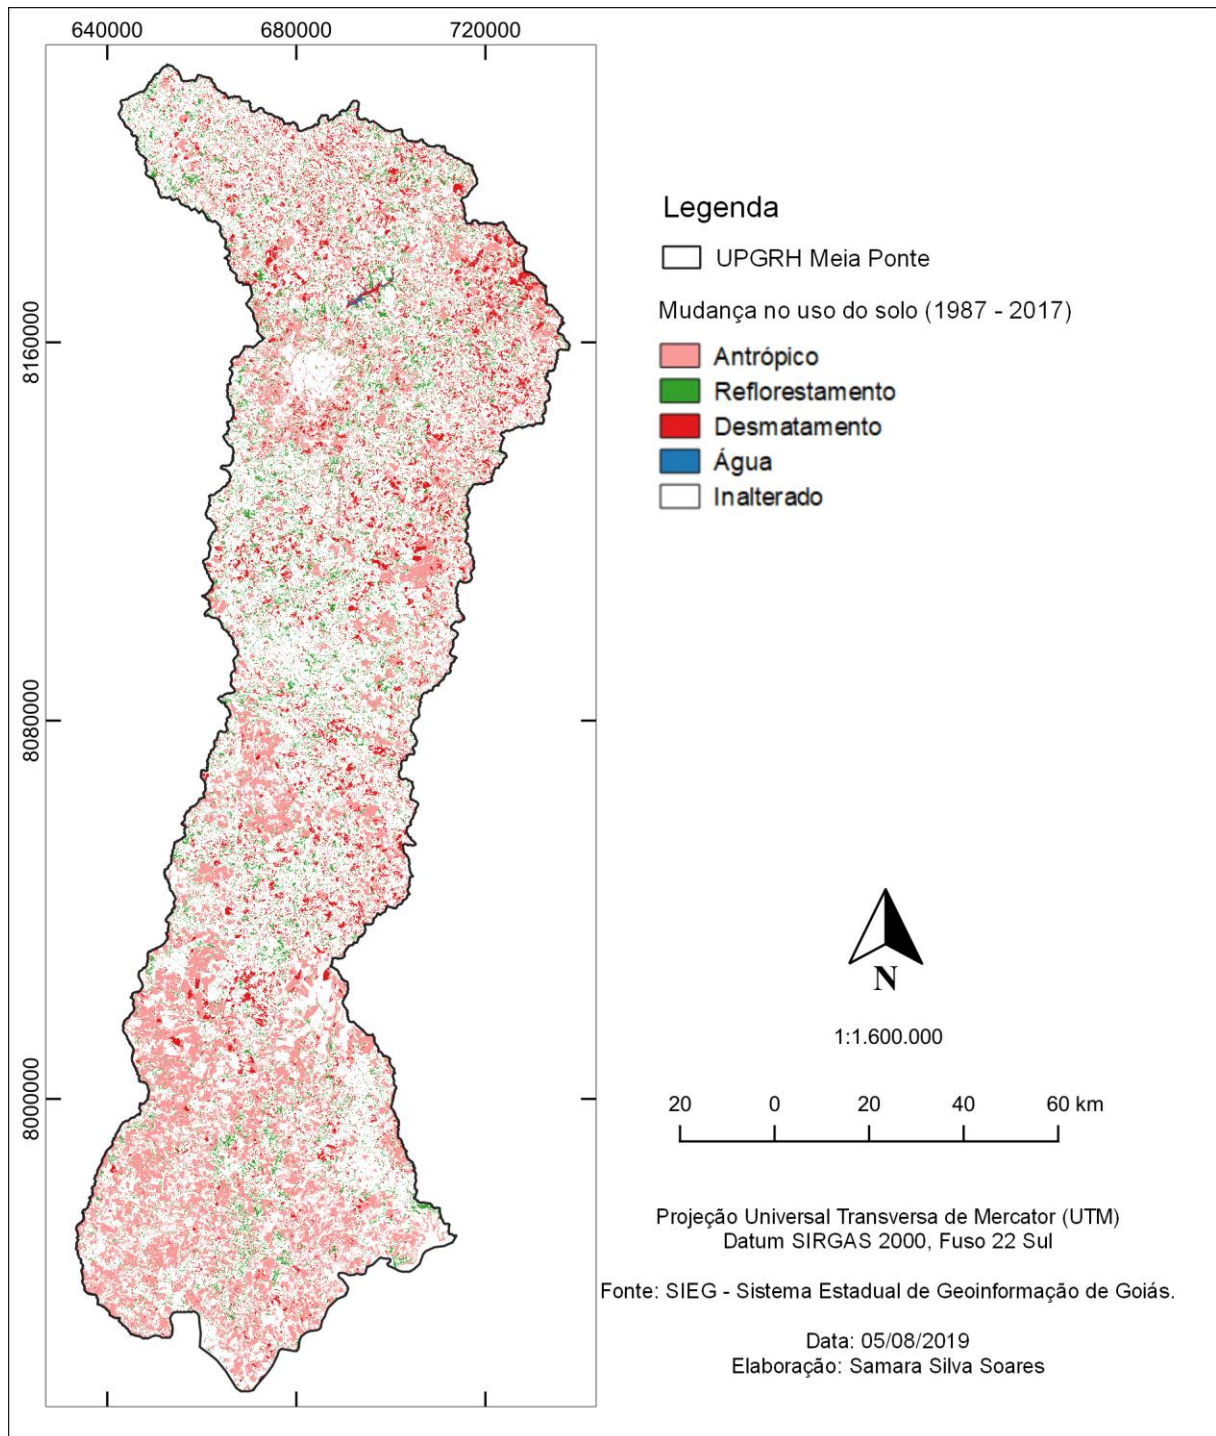 640000 680000 720000
8160000
8080000
8000000
Legenda
UPGRH Meia Ponte
Mudança no uso do solo (1987 - 2017)
Antrópico
Reflorestamento
Desmatamento
Água
Inalterado
N
1:1.600.000
20 0 20 40 60 km
Projeção Universal Transversa de Mercator (UTM)
Datum SIRGAS 2000, Fuso 22 Sul
Fonte: SIEG - Sistema Estadual de Geoinformação de Goiás.
Data: 05/08/2019
Elaboração: Samara Silva Soares